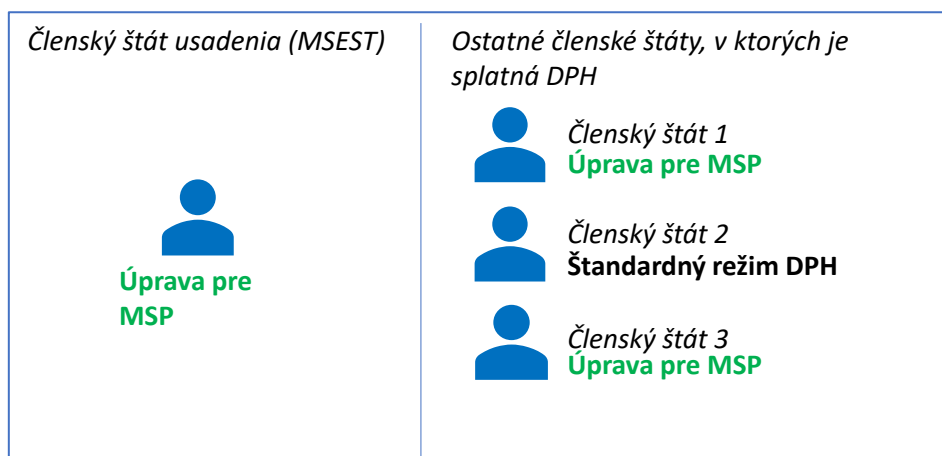 Členský štát usadenia (MSEST)
Úprava pre
MSP
Ostatné členské štáty, v ktorých je
splatná DPH
Členský štát 1
Úprava pre MSP
Členský štát 2
Štandardný režim DPH
Členský štát 3
Úprava pre MSP